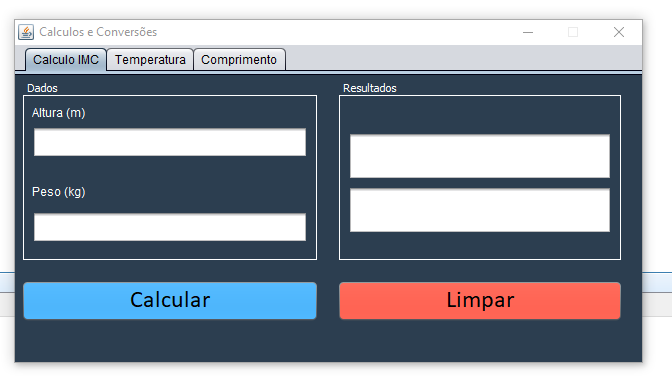 Calculos e Conversões
Calculo IMC
Temperatura
Comprimento
Dados
Resultados
Altura (m)
Peso (kg)
Calcular
Limpar